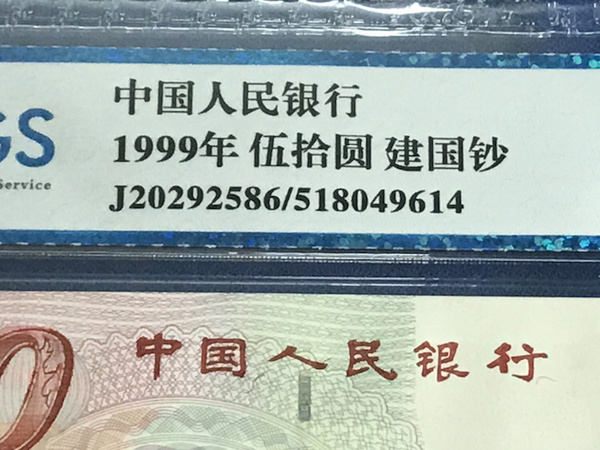 中国人民银行
1999年 伍拾圆 建国钞
GS
Service
J20292586/518049614
中国人民银行